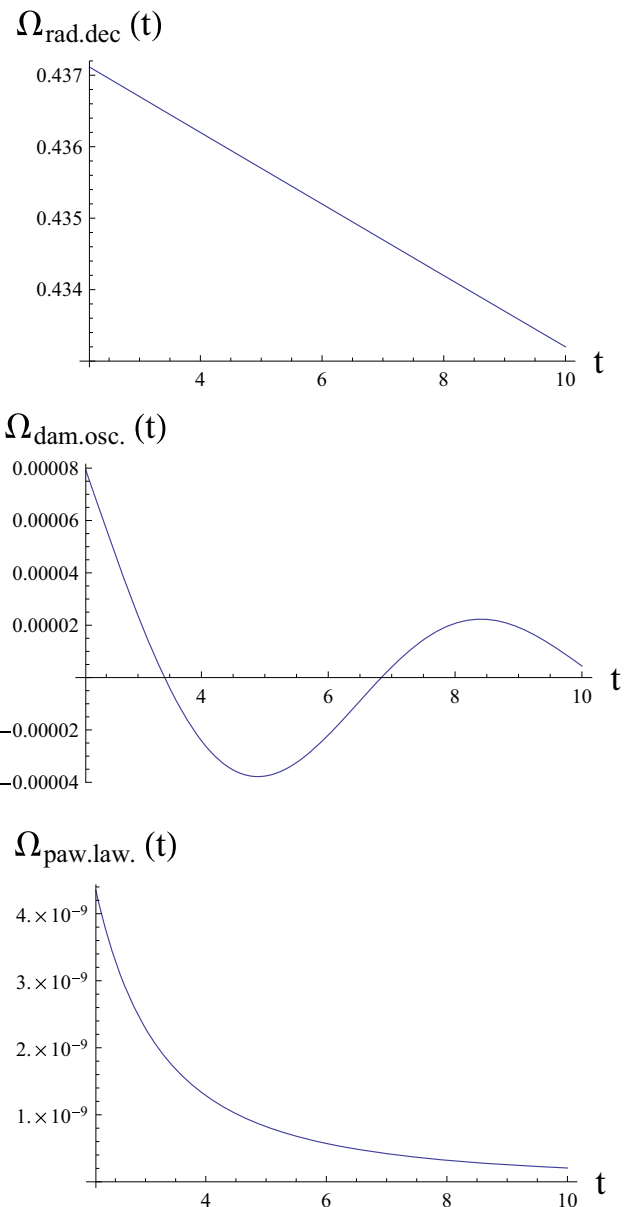 Ω_rad.dec (t)
0.437
0.436
0.435
0.434
4 6 8 10 t
Ω_dam.osc. (t)
0.00008
0.00006
0.00004
0.00002
4 6 8 10 t
−0.00002
−0.00004
Ω_paw.law. (t)
4.×10⁻⁹
3.×10⁻⁹
2.×10⁻⁹
1.×10⁻⁹
4 6 8 10 t